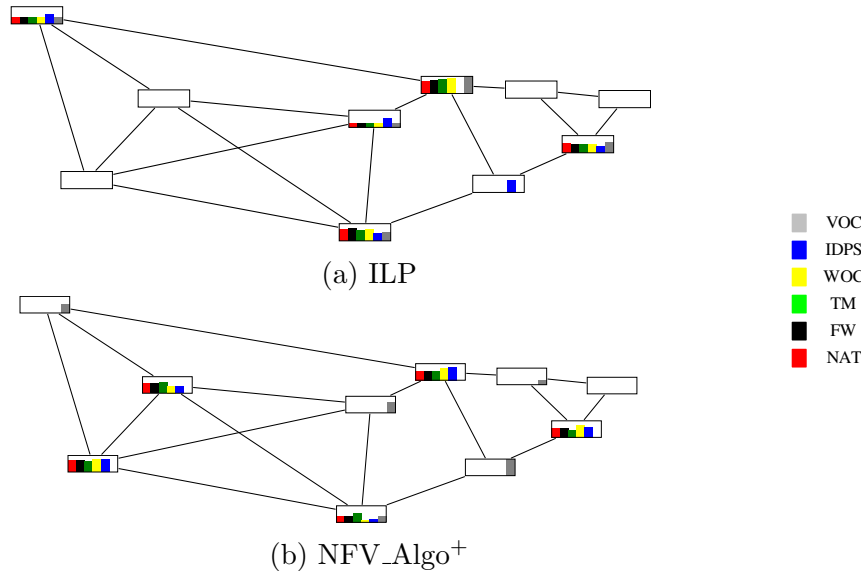 (a) ILP
(b) NFV_Algo+
VOC
IDPS
WOC
TM
FW
NAT